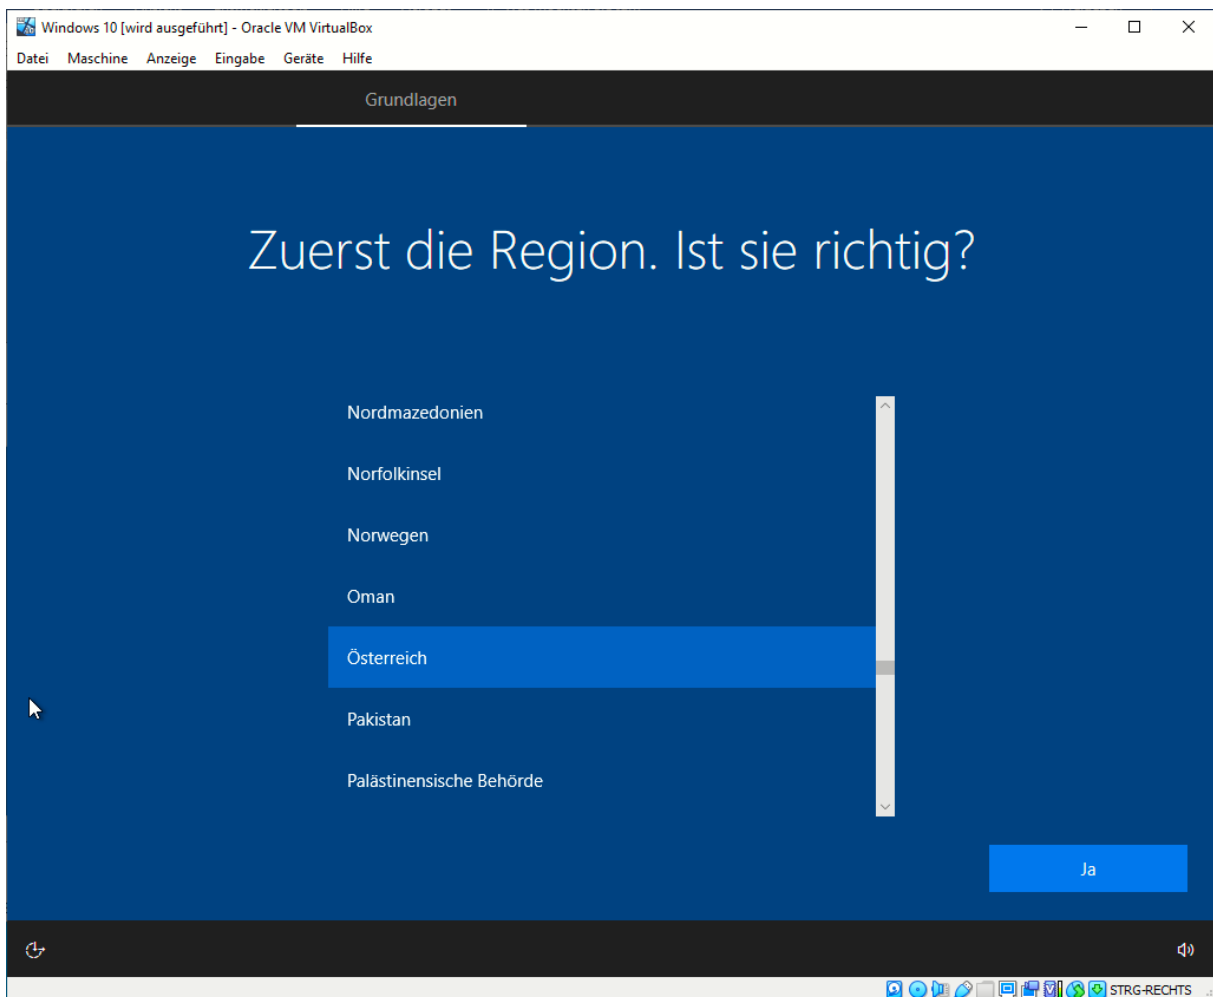 Windows 10 [wird ausgeführt] - Oracle VM VirtualBox
Datei Maschine Anzeige Eingabe Geräte Hilfe
Grundlagen
Zuerst die Region. Ist sie richtig?
Nordmazedonien
Norfolkinsel
Norwegen
Oman
Österreich
Pakistan
Palästinensische Behörde
Ja
STRG-RECHTS